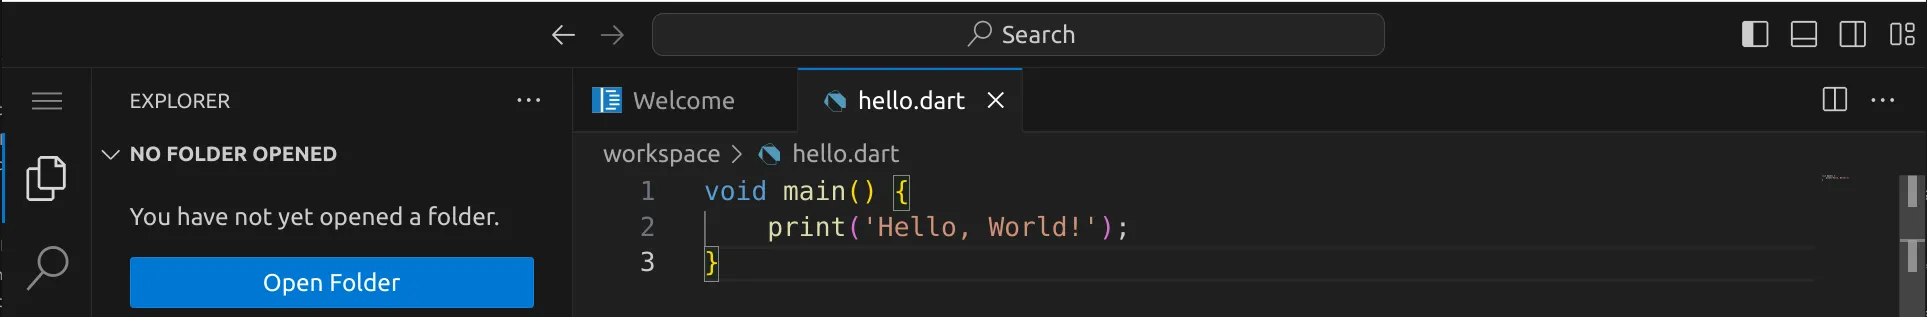 Search
EXPLORER
NO FOLDER OPENED
You have not yet opened a folder.
Open Folder
Welcome
hello.dart
workspace > hello.dart
1 void main() {
2     print('Hello, World!');
3 }